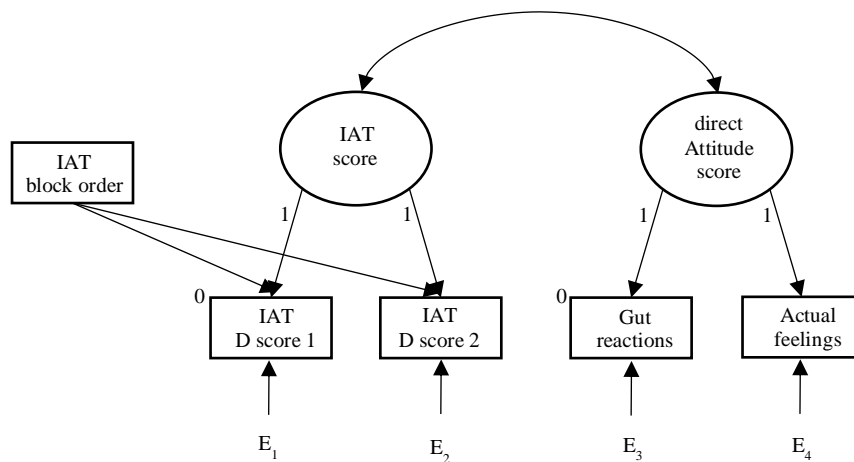 IAT
score
direct
Attitude
score
IAT
block order
1
1
1
1
0
IAT
D score 1
IAT
D score 2
0
Gut
reactions
Actual
feelings
E1
E2
E3
E4